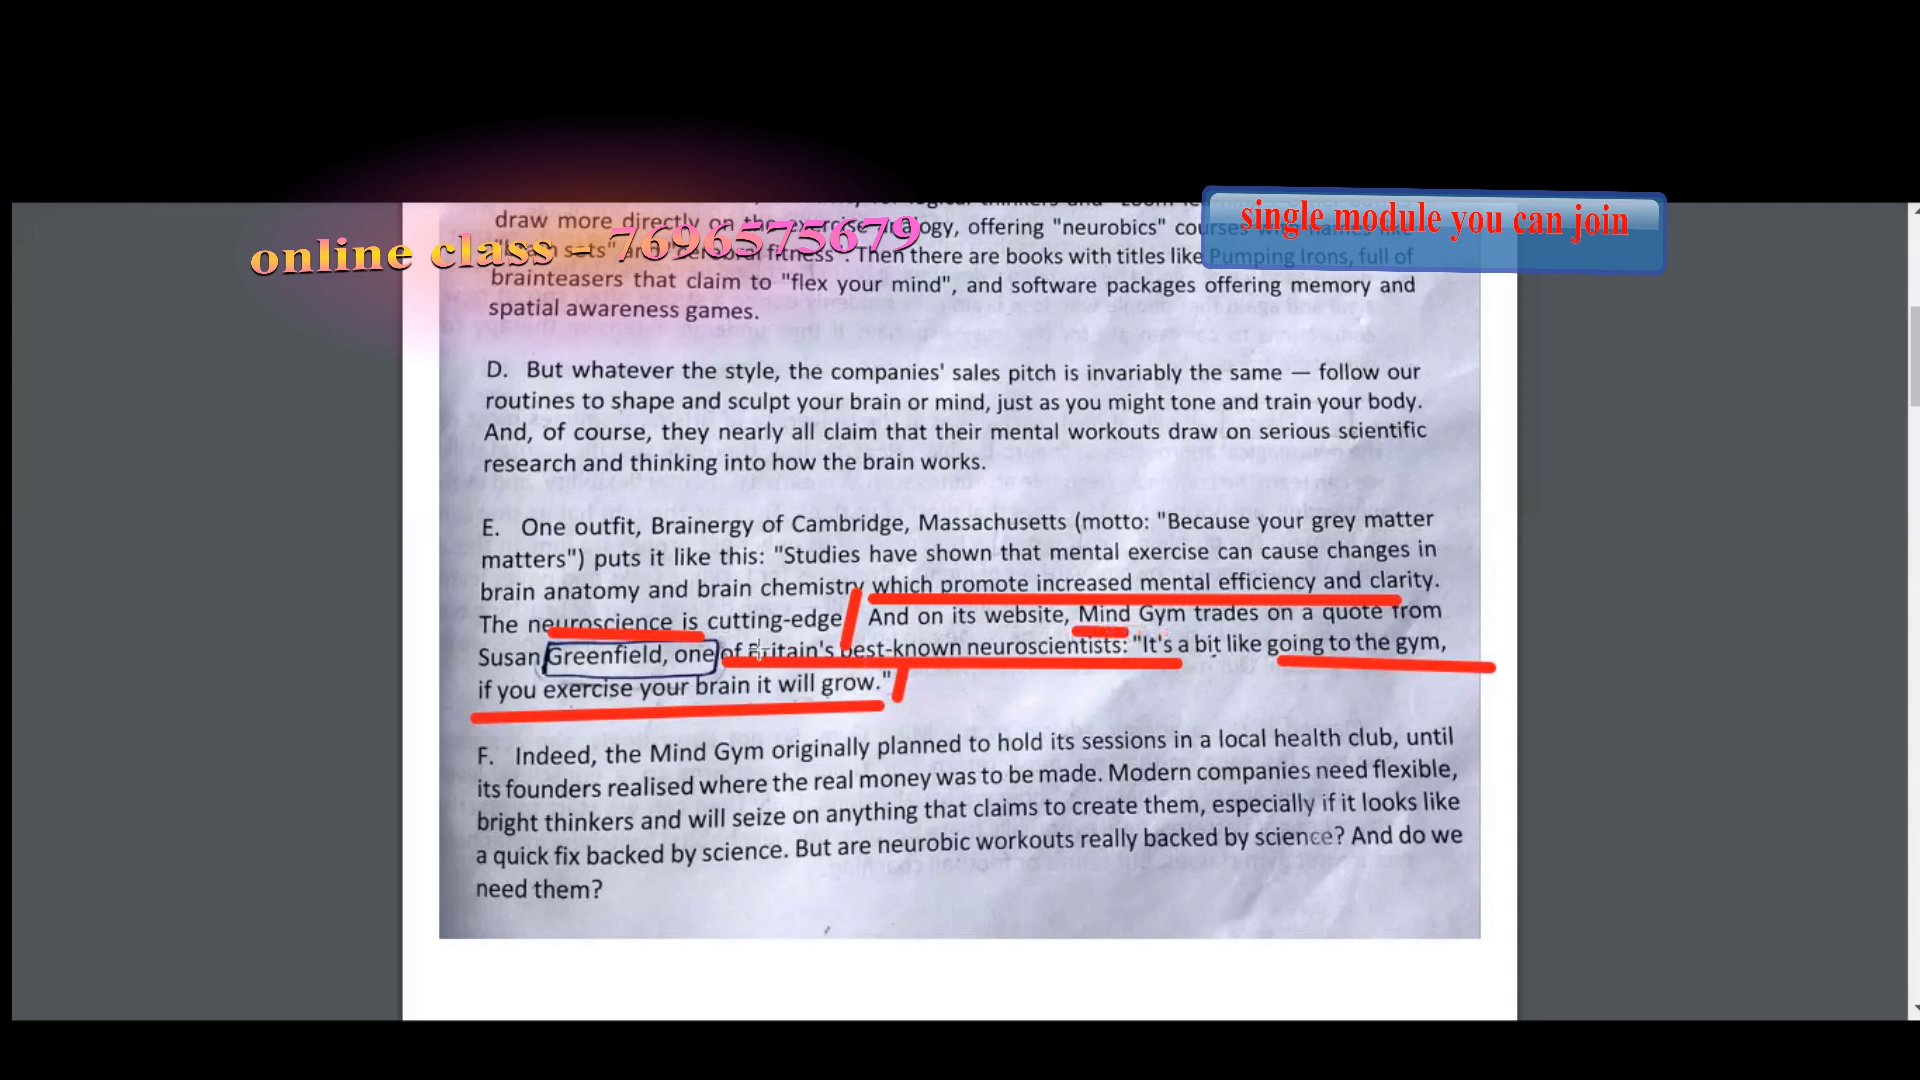 draw more directly on the exercise analogy, offering "neurobics" courses with names like
online class - 7696575679
single module you can join
sets" and "cerebral fitness". Then there are books with titles like Pumping Irons, full of
brainteasers that claim to "flex your mind", and software packages offering memory and
spatial awareness games.
D. But whatever the style, the companies' sales pitch is invariably the same — follow our
routines to shape and sculpt your brain or mind, just as you might tone and train your body.
And, of course, they nearly all claim that their mental workouts draw on serious scientific
research and thinking into how the brain works.
E. One outfit, Brainergy of Cambridge, Massachusetts (motto: "Because your grey matter
matters") puts it like this: "Studies have shown that mental exercise can cause changes in
brain anatomy and brain chemistry which promote increased mental efficiency and clarity.
The neuroscience is cutting-edge And on its website, Mind Gym trades on a quote from
Susan Greenfield, one of Britain's best-known neuroscientists: "It's a bit like going to the gym,
if you exercise your brain it will grow."
F. Indeed, the Mind Gym originally planned to hold its sessions in a local health club, until
its founders realised where the real money was to be made. Modern companies need flexible,
bright thinkers and will seize on anything that claims to create them, especially if it looks like
a quick fix backed by science. But are neurobic workouts really backed by science? And do we
need them?